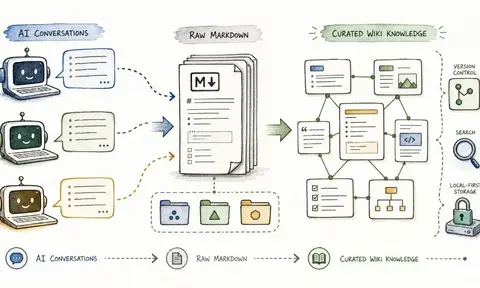 AI CONVERSATIONS
RAW MARKDOWN
CURATED WIKI KNOWLEDGE
M↓
#
“
</>
VERSION
CONTROL
SEARCH
LOCAL-FIRST
STORAGE
AI CONVERSATIONS
RAW MARKDOWN
CURATED WIKI KNOWLEDGE